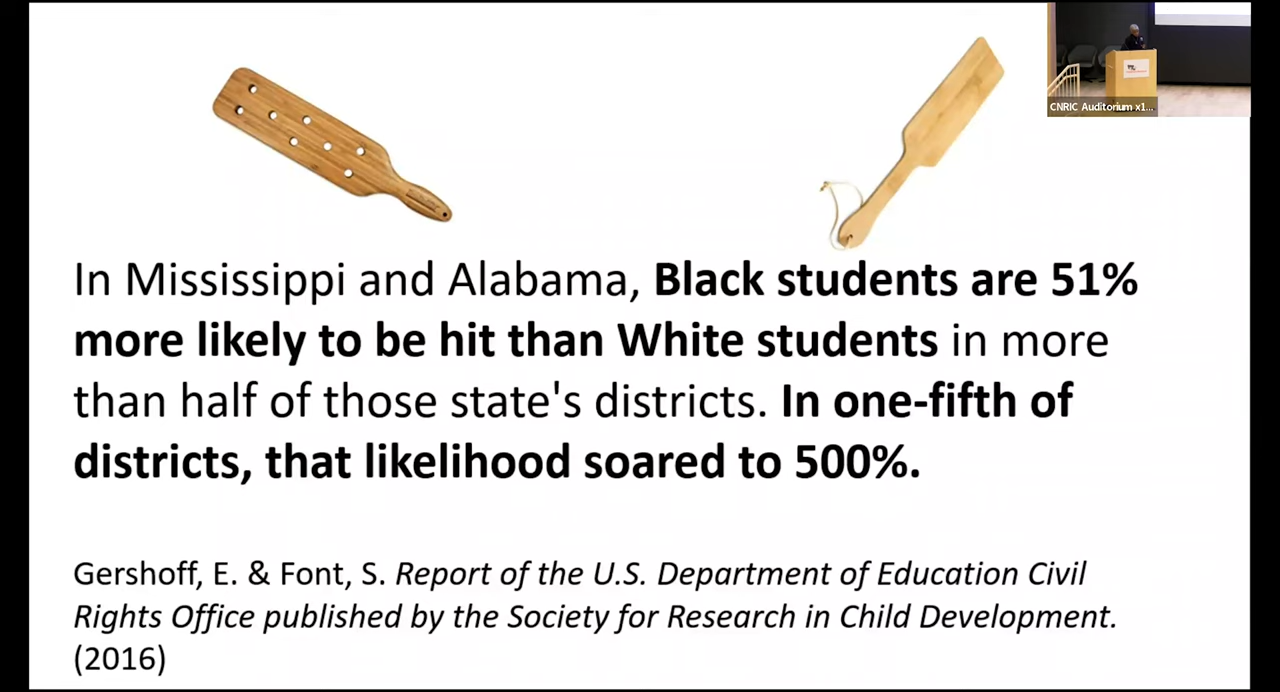 CNRIC Auditorium x1...
In Mississippi and Alabama, Black students are 51%
more likely to be hit than White students in more
than half of those state's districts. In one-fifth of
districts, that likelihood soared to 500%.
Gershoff, E. & Font, S. Report of the U.S. Department of Education Civil
Rights Office published by the Society for Research in Child Development.
(2016)